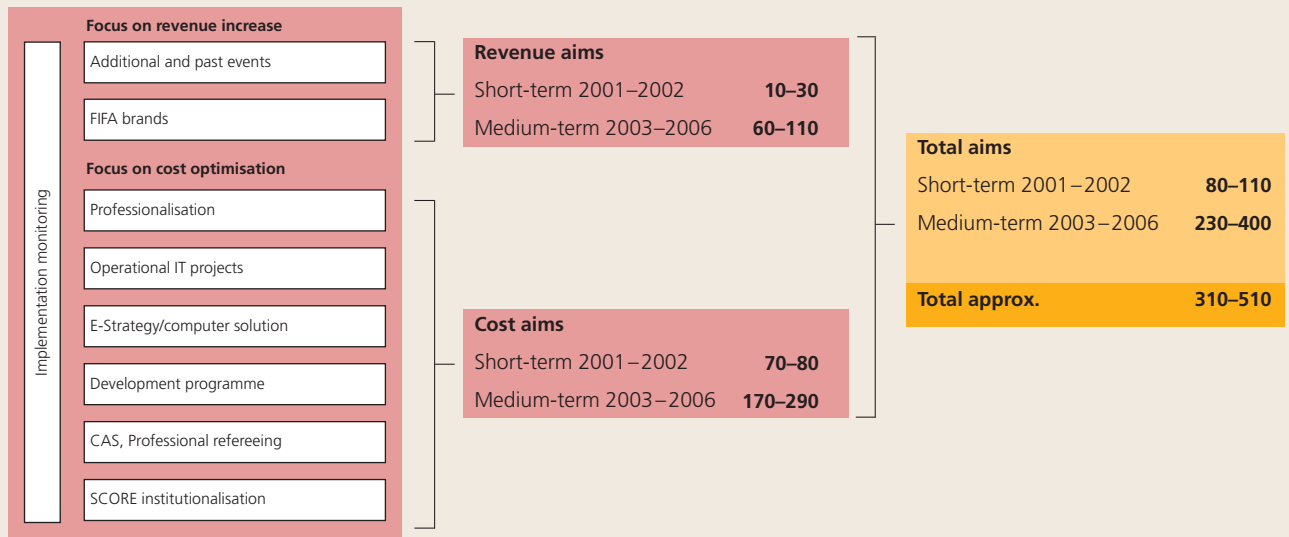 Implementation monitoring
Focus on revenue increase
Additional and past events
FIFA brands
Focus on cost optimisation
Professionalisation
Operational IT projects
E-Strategy/computer solution
Development programme
CAS, Professional refereeing
SCORE institutionalisation
Revenue aims
Short-term 2001–2002 10–30
Medium-term 2003–2006 60–110
Cost aims
Short-term 2001–2002 70–80
Medium-term 2003–2006 170–290
Total aims
Short-term 2001–2002 80–110
Medium-term 2003–2006 230–400
Total approx. 310–510